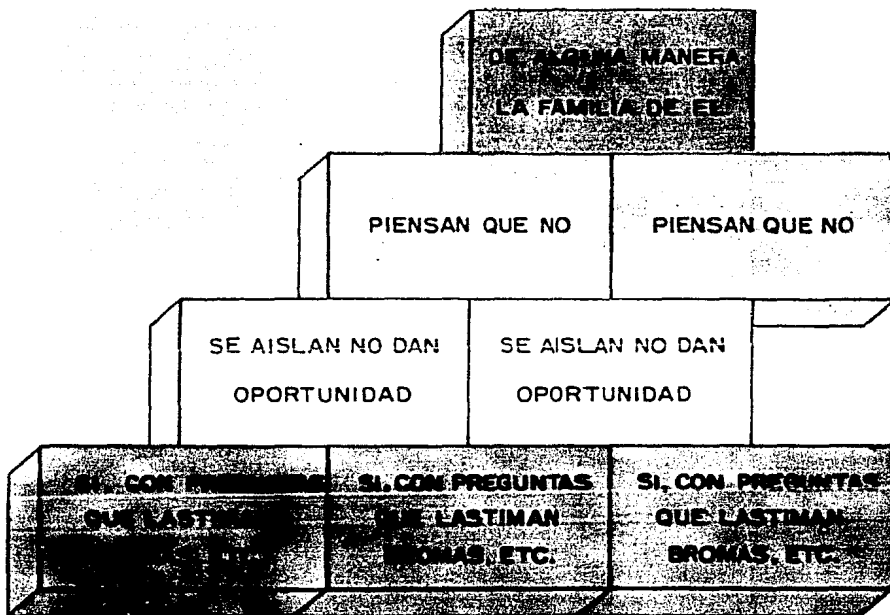 DE ALGUNA MANERA
LA FAMILIA DE EL
PIENSAN QUE NO
PIENSAN QUE NO
SE AISLAN NO DAN
OPORTUNIDAD
SE AISLAN NO DAN
OPORTUNIDAD
SI, CON
QUE
SI, CON PREGUNTAS
QUE LASTIMAN
BROMAS, ETC.
SI, CON PREGUNTAS
QUE LASTIMAN
BROMAS, ETC.